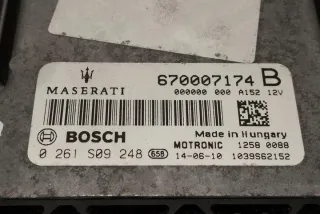 MASERATI 670007174 B
000000 000 A152 12V
BOSCH Made in Hungary
MOTRONIC 1258 0088
0 261 S09 248 658 14-06-10 1039S62152